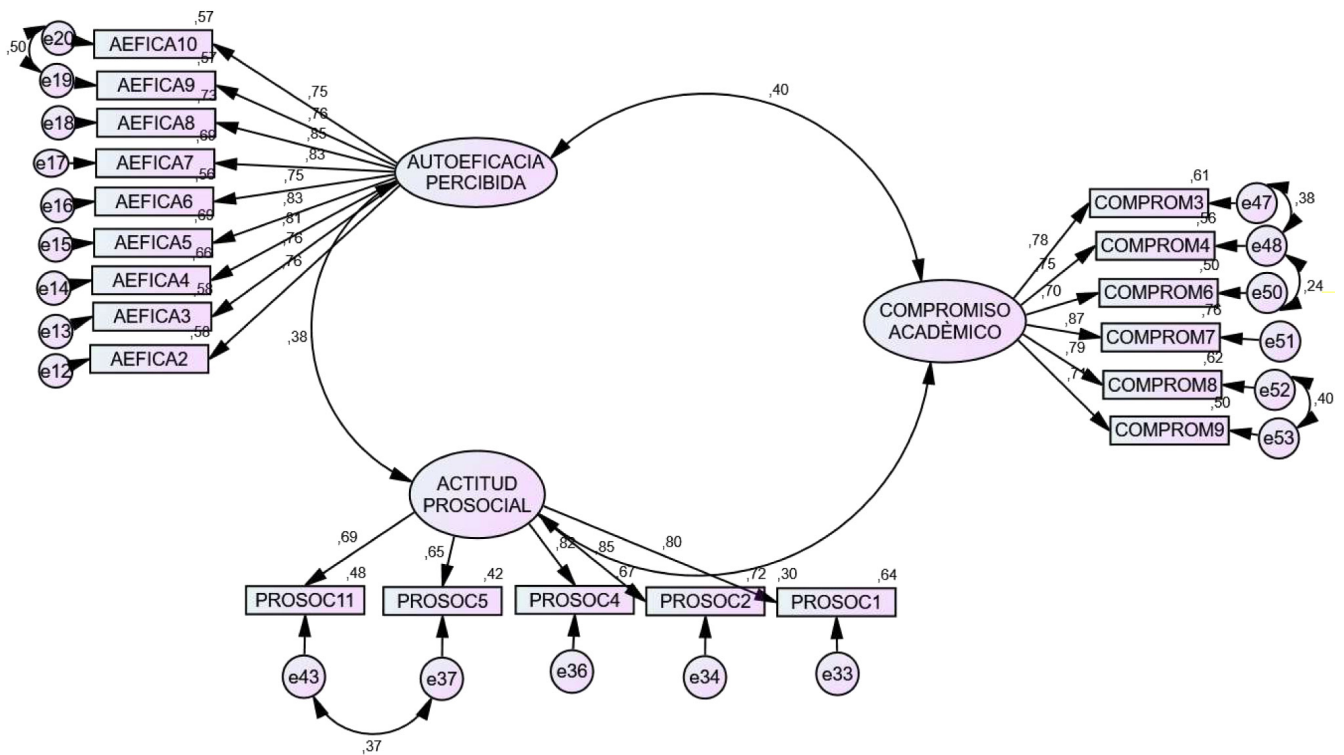 ,57
e20
AEFICA10
,50
,57
e19
AEFICA9
,75
,73
,76
e18
AEFICA8
,85
,69
e17
AEFICA7
,83
,56
e16
AEFICA6
,75
,69
e15
AEFICA5
,83
,66
e14
AEFICA4
,81
,58
e13
AEFICA3
,76
,58
e12
AEFICA2
,76
AUTOEFICACIA
PERCIBIDA
,40
,38
COMPROMISO
ACADÈMICO
,61
COMPROM3
e47
,38
,78
,56
COMPROM4
e48
,75
,50
COMPROM6
e50
,24
,70
,76
COMPROM7
e51
,87
,62
COMPROM8
e52
,79
,50
COMPROM9
e53
,40
ACTITUD
PROSOCIAL
,69
,65
,82
,85
,80
,48
,42
,67
,72
,30
,64
PROSOC11
PROSOC5
PROSOC4
PROSOC2
PROSOC1
e43
e37
e36
e34
e33
,37